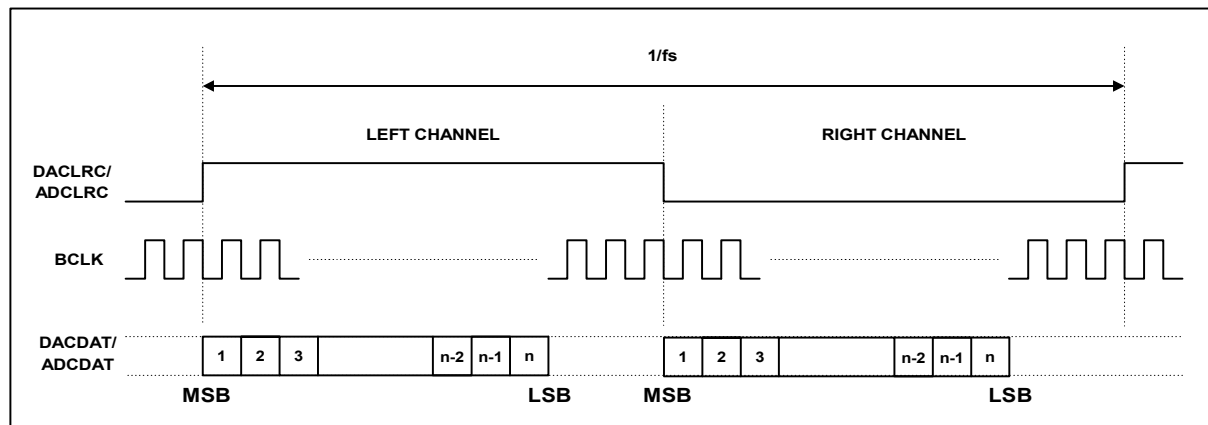 1/fs
LEFT CHANNEL
RIGHT CHANNEL
DACLRC/
ADCLRC
BCLK
DACDAT/
ADCDAT
1 2 3 n-2 n-1 n 1 2 3 n-2 n-1 n
MSB LSB MSB LSB